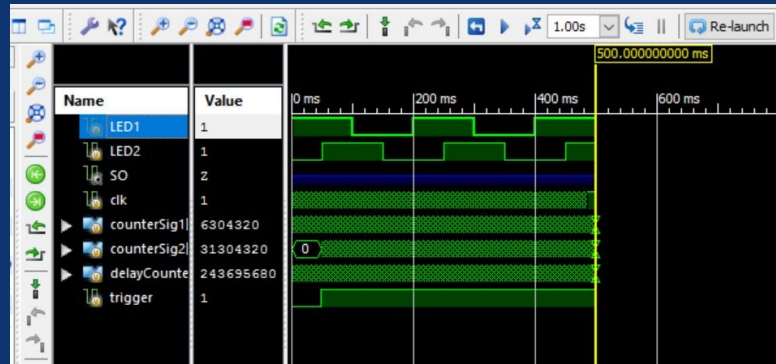 1.00s Re-launch
500.000000000 ms
Name Value 0 ms 200 ms 400 ms 600 ms
LED1 1
LED2 1
SO Z
clk 1
counterSig1[ 6304320
counterSig2[ 31304320 0
delayCounte 243695680
trigger 1